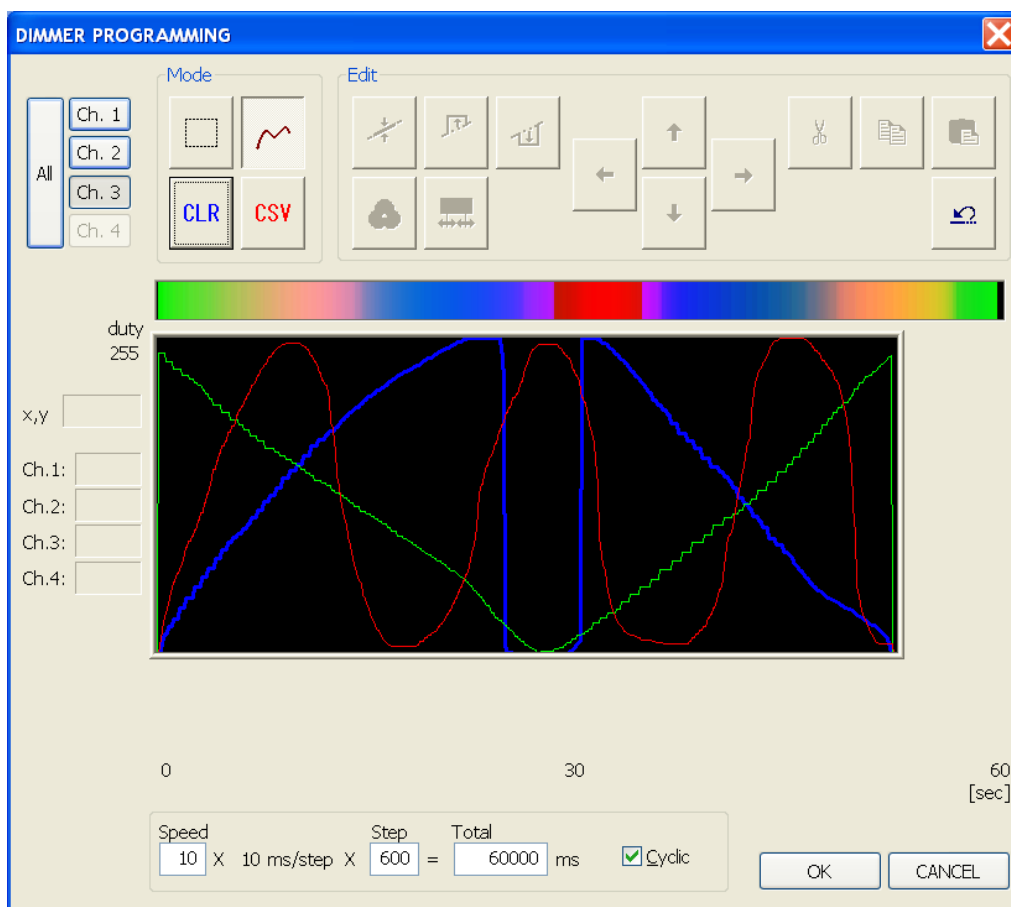 DIMMER PROGRAMMING
Mode
Edit
All
Ch. 1
Ch. 2
Ch. 3
Ch. 4
CLR
CSV
duty
255
x,y
Ch.1:
Ch.2:
Ch.3:
Ch.4:
0
30
60
[sec]
Speed
Step
Total
10 X 10 ms/step X 600 = 60000 ms
Cyclic
OK
CANCEL